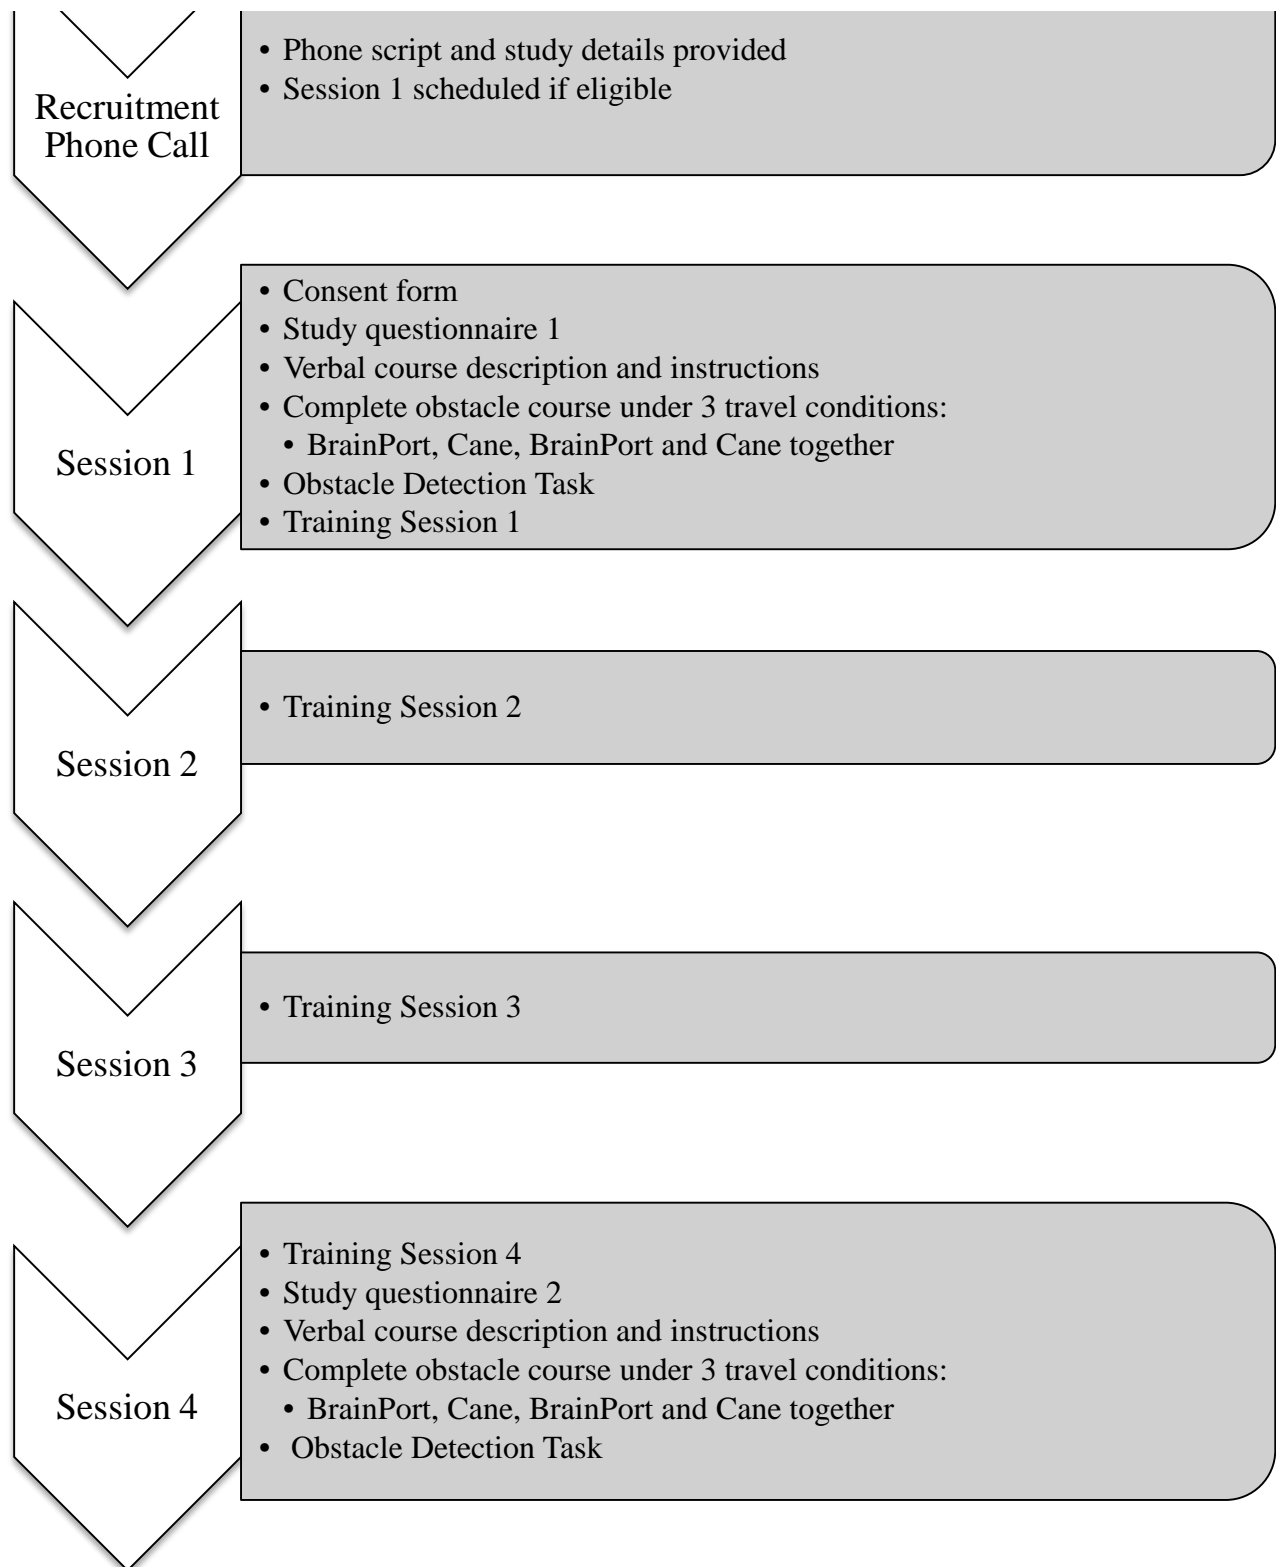 Recruitment
Phone Call
• Phone script and study details provided
• Session 1 scheduled if eligible
Session 1
• Consent form
• Study questionnaire 1
• Verbal course description and instructions
• Complete obstacle course under 3 travel conditions:
• BrainPort, Cane, BrainPort and Cane together
• Obstacle Detection Task
• Training Session 1
Session 2
• Training Session 2
Session 3
• Training Session 3
Session 4
• Training Session 4
• Study questionnaire 2
• Verbal course description and instructions
• Complete obstacle course under 3 travel conditions:
• BrainPort, Cane, BrainPort and Cane together
• Obstacle Detection Task